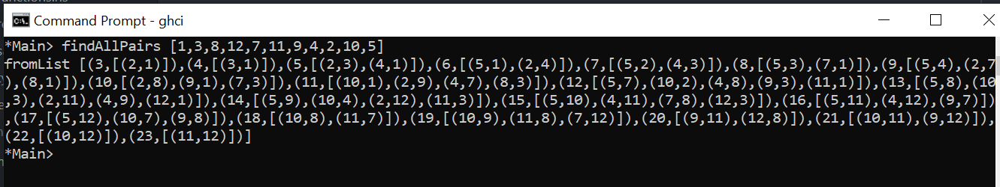 Command Prompt - ghci
*Main> findAllPairs [1,3,8,12,7,11,9,4,2,10,5]
fromList [(3,[(2,1)]),(4,[(3,1)]),(5,[(2,3),(4,1)]),(6,[(5,1),(2,4)]),(7,[(5,2),(4,3)]),(8,[(5,3),(7,1)]),(9,[(5,4),(2,7
),(8,1)]),(10,[(2,8),(9,1),(7,3)]),(11,[(10,1),(2,9),(4,7),(8,3)]),(12,[(5,7),(10,2),(4,8),(9,3),(11,1)]),(13,[(5,8),(10
,3),(2,11),(4,9),(12,1)]),(14,[(5,9),(10,4),(2,12),(11,3)]),(15,[(5,10),(4,11),(7,8),(12,3)]),(16,[(5,11),(4,12),(9,7)])
,(17,[(5,12),(10,7),(9,8)]),(18,[(10,8),(11,7)]),(19,[(10,9),(11,8),(7,12)]),(20,[(9,11),(12,8)]),(21,[(10,11),(9,12)]),
(22,[(10,12)]),(23,[(11,12)])]
*Main>